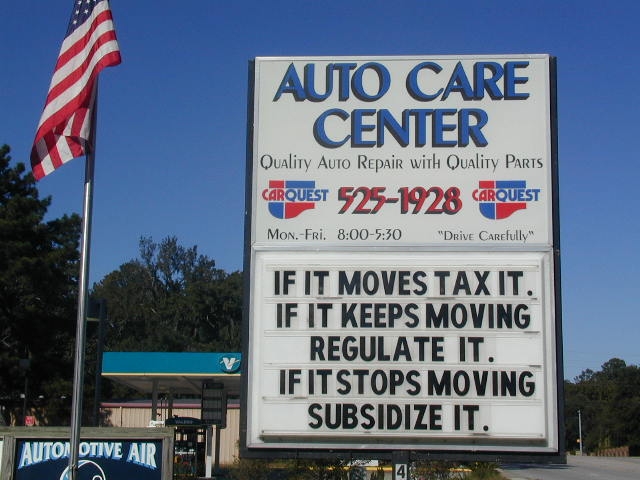 AUTO CARE
CENTER
Quality Auto Repair with Quality Parts
CARQUEST 525-1928 CARQUEST
Mon.-Fri. 8:00-5:30 "Drive Carefully"
IF IT MOVES TAX IT.
IF IT KEEPS MOVING
REGULATE IT.
IF IT STOPS MOVING
SUBSIDIZE IT.
AUTOMOTIVE AIR
4